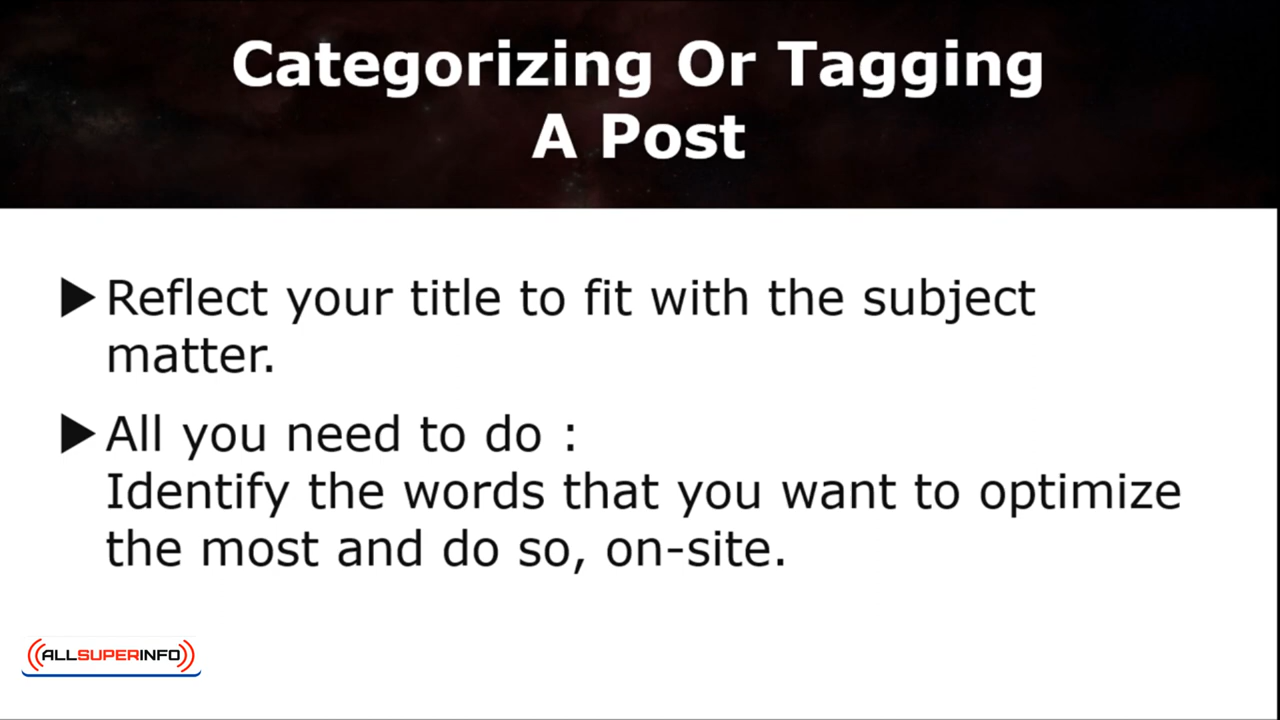 Categorizing Or Tagging
A Post
Reflect your title to fit with the subject
matter.
All you need to do :
Identify the words that you want to optimize
the most and do so, on-site.
((ALLSUPERINFO))